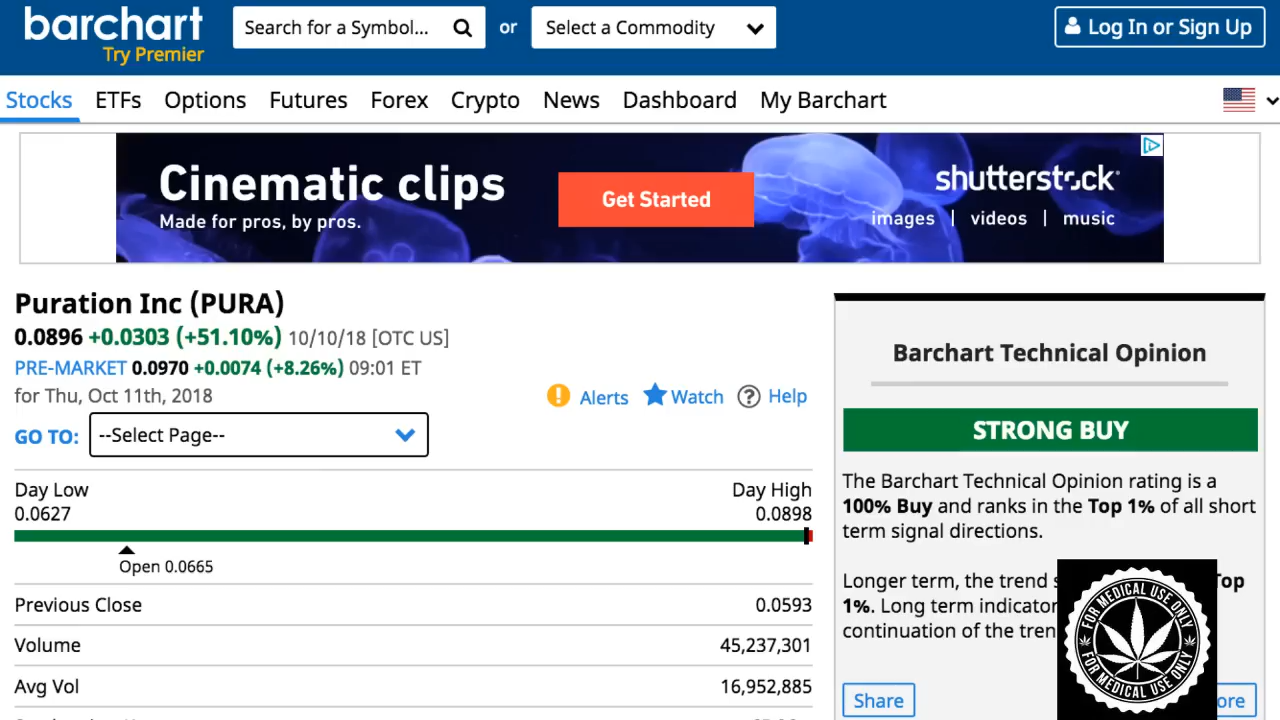 barchart
Try Premier
Search for a Symbol...
or
Select a Commodity
Log In or Sign Up
Stocks ETFs Options Futures Forex Crypto News Dashboard My Barchart
Cinematic clips
Made for pros, by pros.
Get Started
shutterstock
images | videos | music
Puration Inc (PURA)
0.0896 +0.0303 (+51.10%) 10/10/18 [OTC US]
PRE-MARKET 0.0970 +0.0074 (+8.26%) 09:01 ET
for Thu, Oct 11th, 2018
Alerts Watch Help
GO TO: --Select Page--
Day Low Day High
0.0627 0.0898
Open 0.0665
Previous Close 0.0593
Volume 45,237,301
Avg Vol 16,952,885
Barchart Technical Opinion
STRONG BUY
The Barchart Technical Opinion rating is a
100% Buy and ranks in the Top 1% of all short
term signal directions.
Longer term, the trend Top
1%. Long term
continuation of the
Share
FOR MEDICAL USE ONLY
FOR MEDICAL USE ONLY